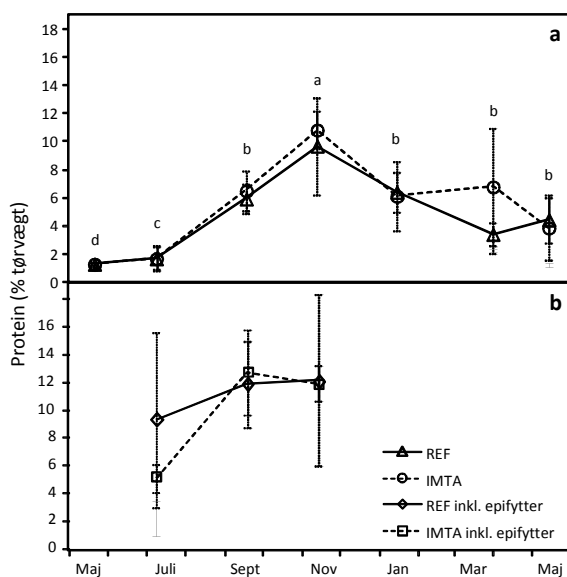 a
18
16
14
12
10
8
6
4
2
0
d
c
b
a
b
b
b
Protein (% tørvægt)
b
16
14
12
10
8
6
4
2
0
REF
IMTA
REF inkl. epifytter
IMTA inkl. epifytter
Maj Juli Sept Nov Jan Mar Maj